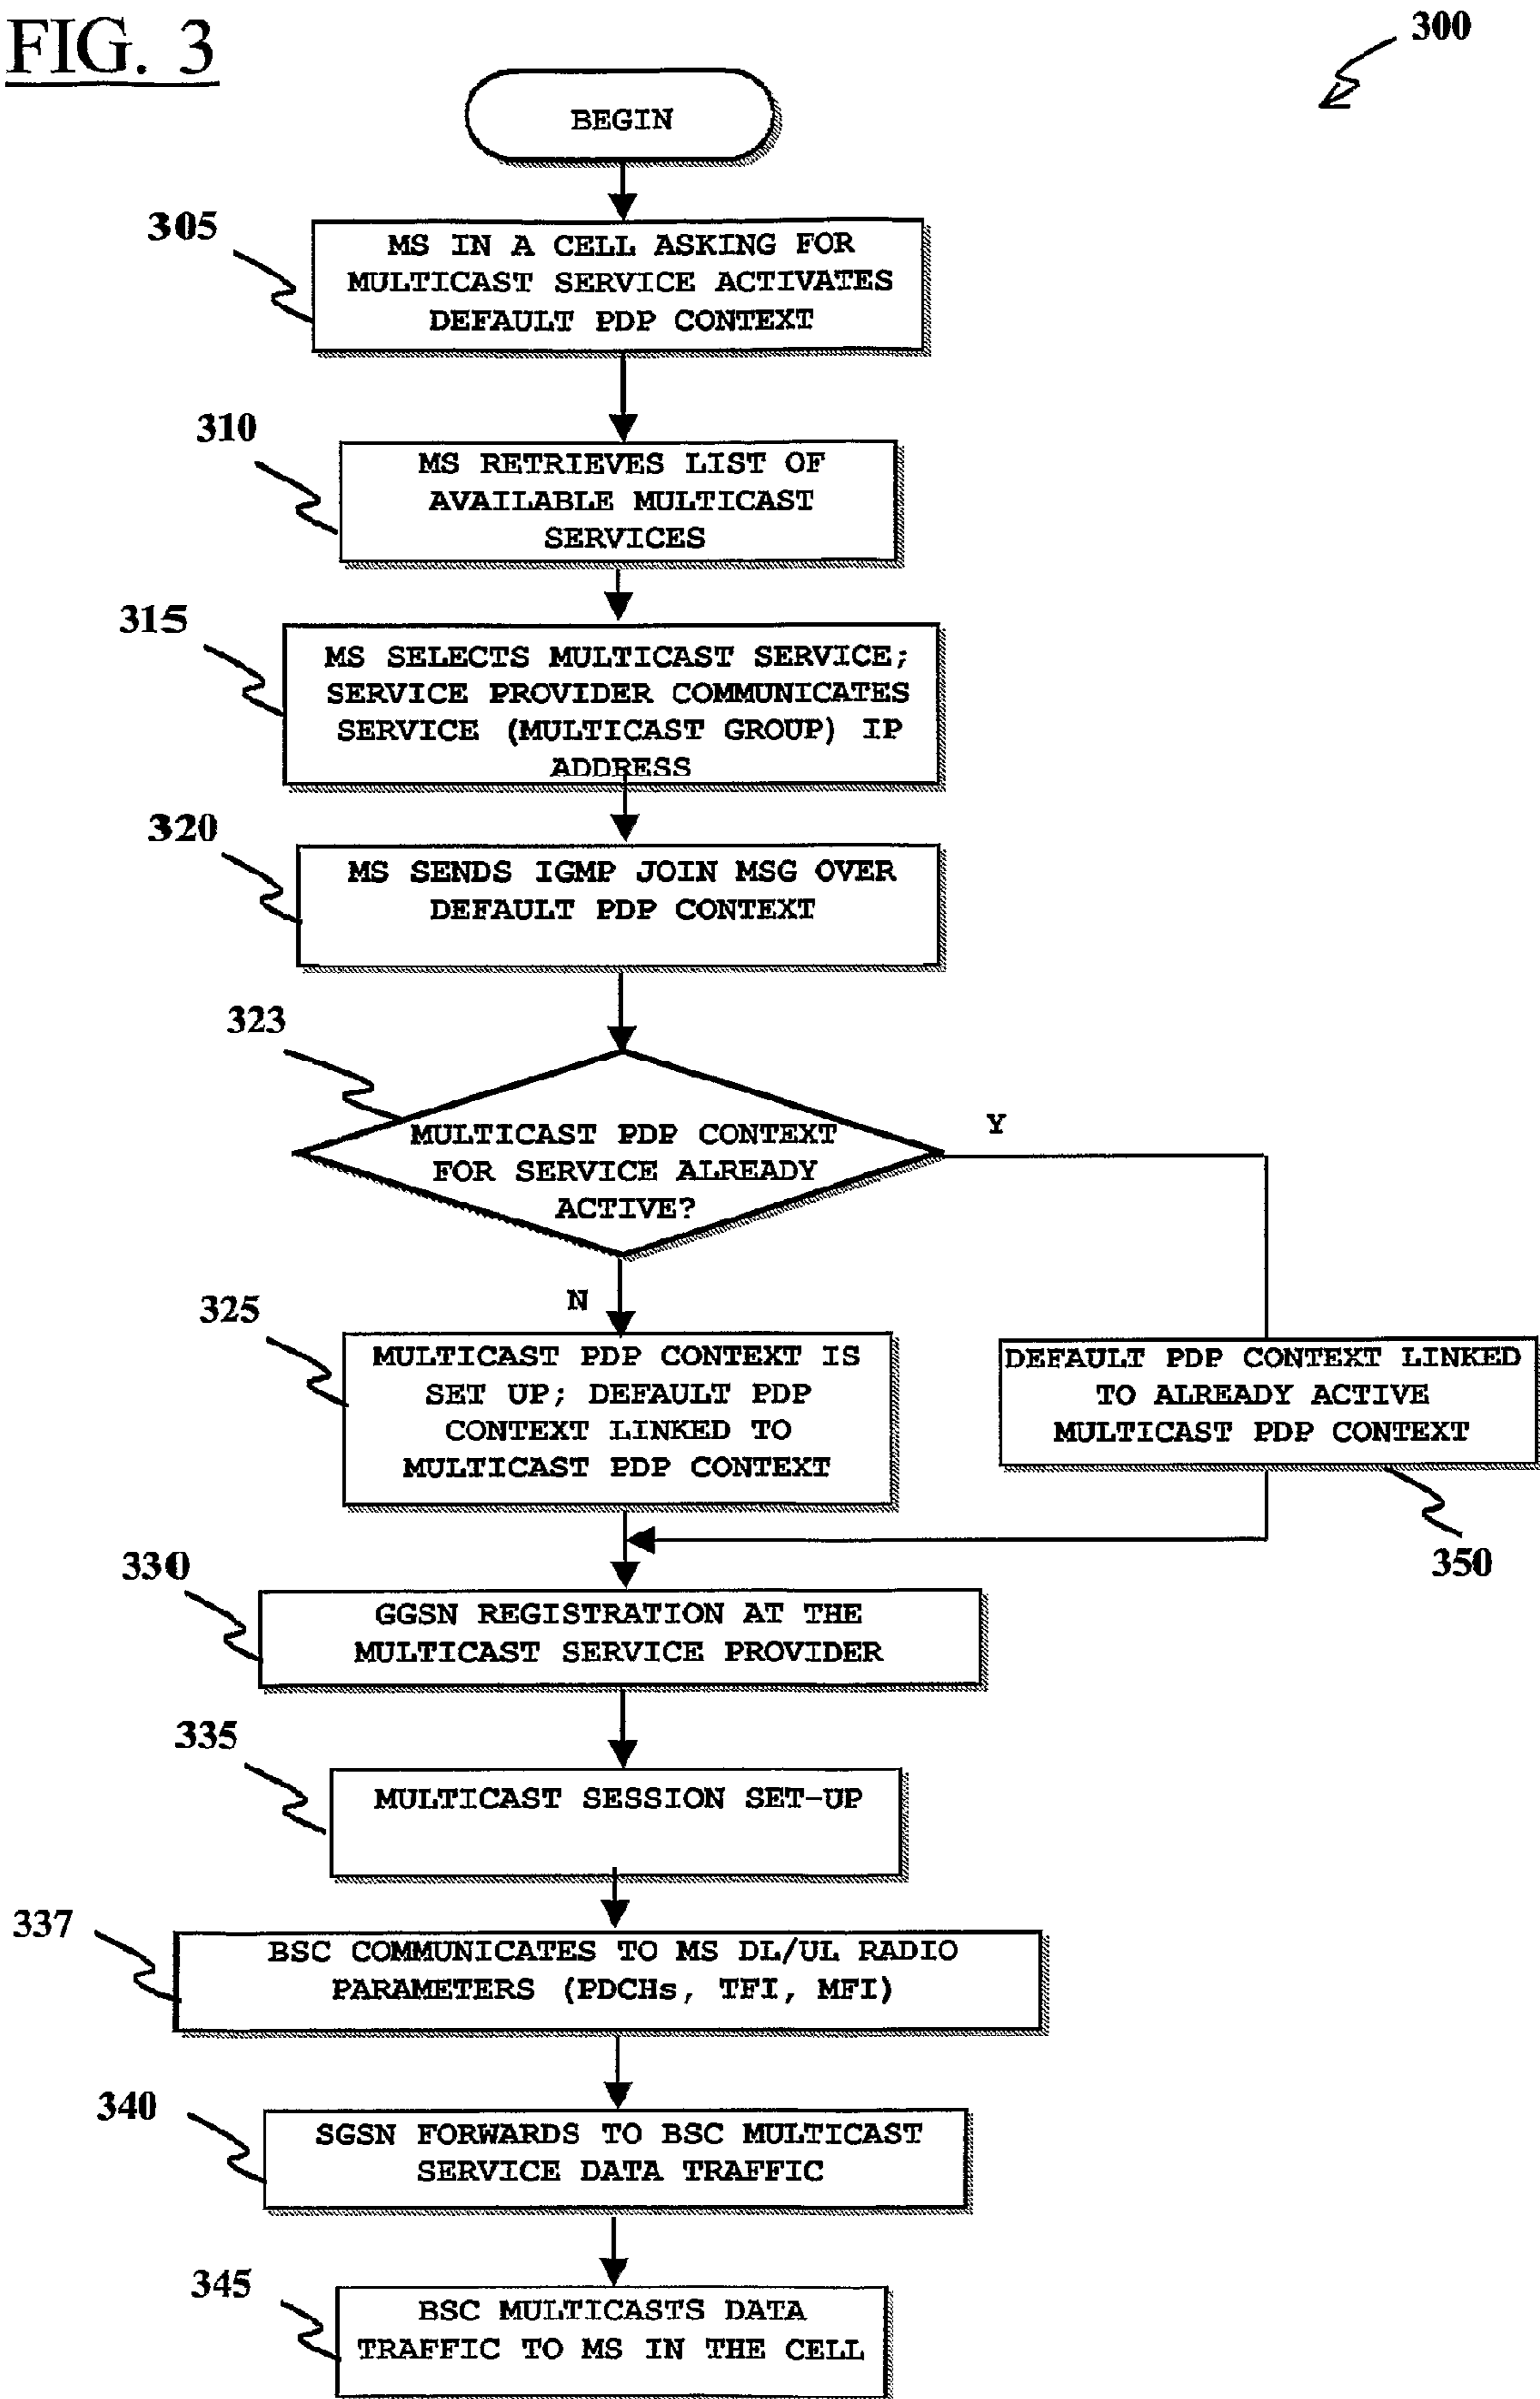 FIG. 3
300
BEGIN
305
MS IN A CELL ASKING FOR
MULTICAST SERVICE ACTIVATES
DEFAULT PDP CONTEXT
310
MS RETRIEVES LIST OF
AVAILABLE MULTICAST
SERVICES
315
MS SELECTS MULTICAST SERVICE;
SERVICE PROVIDER COMMUNICATES
SERVICE (MULTICAST GROUP) IP
ADDRESS
320
MS SENDS IGMP JOIN MSG OVER
DEFAULT PDP CONTEXT
323
MULTICAST PDP CONTEXT
FOR SERVICE ALREADY
ACTIVE?
Y
N
325
MULTICAST PDP CONTEXT IS
SET UP; DEFAULT PDP
CONTEXT LINKED TO
MULTICAST PDP CONTEXT
DEFAULT PDP CONTEXT LINKED
TO ALREADY ACTIVE
MULTICAST PDP CONTEXT
350
330
GGSN REGISTRATION AT THE
MULTICAST SERVICE PROVIDER
335
MULTICAST SESSION SET-UP
337
BSC COMMUNICATES TO MS DL/UL RADIO
PARAMETERS (PDCHs, TFI, MFI)
340
SGSN FORWARDS TO BSC MULTICAST
SERVICE DATA TRAFFIC
345
BSC MULTICASTS DATA
TRAFFIC TO MS IN THE CELL